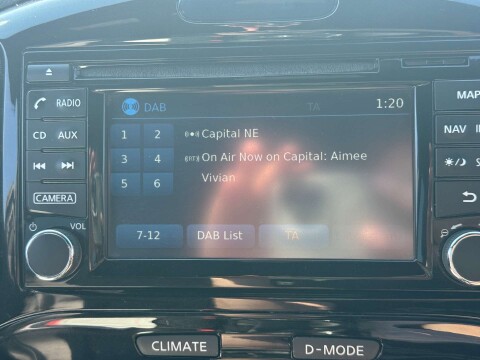 DAB
TA
1:20
RADIO
MAP
1
2
Capital NE
CD
AUX
NAV
3
4
On Air Now on Capital: Aimee
Vivian
5
6
CAMERA
VOL
7-12
DAB List
TA
CLIMATE
D-MODE